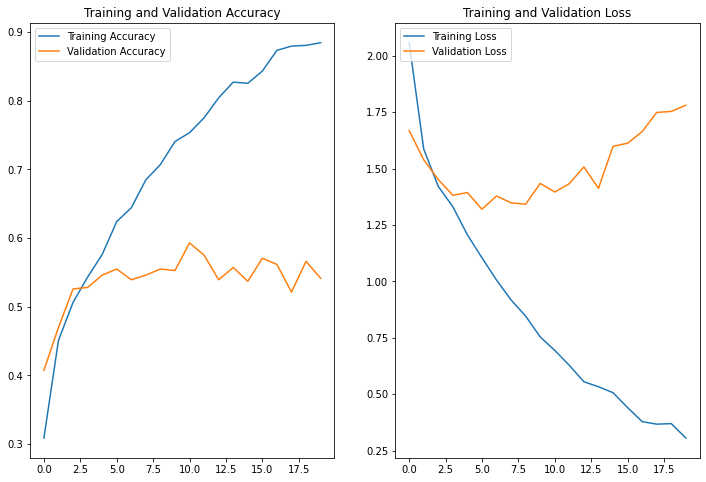 Training and Validation Accuracy
Training Accuracy
Validation Accuracy
0.9
0.8
0.7
0.6
0.5
0.4
0.3
0.0 2.5 5.0 7.5 10.0 12.5 15.0 17.5
Training and Validation Loss
Training Loss
Validation Loss
2.00
1.75
1.50
1.25
1.00
0.75
0.50
0.25
0.0 2.5 5.0 7.5 10.0 12.5 15.0 17.5